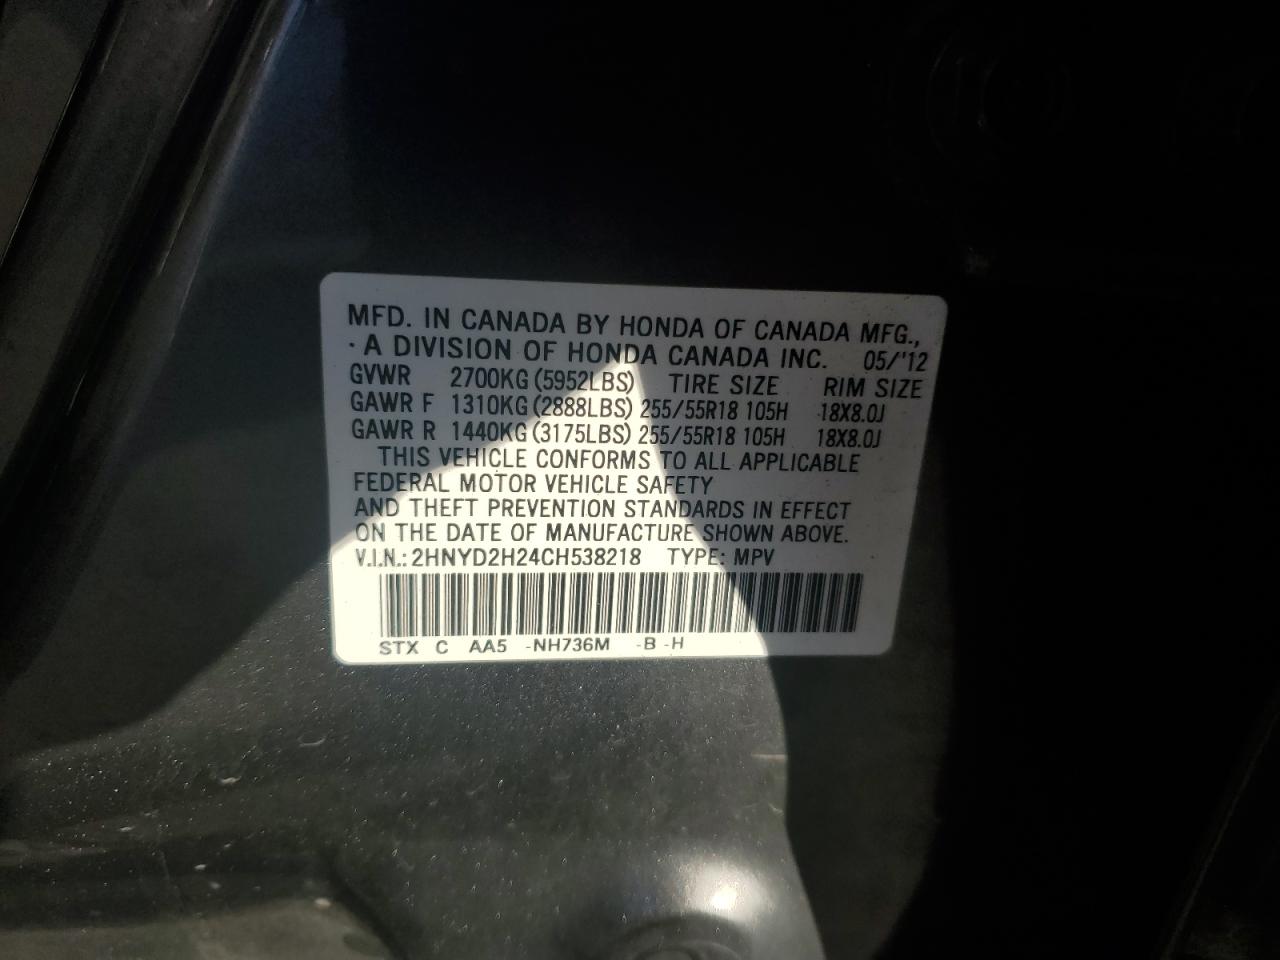 MFD. IN CANADA BY HONDA OF CANADA MFG.,
· A DIVISION OF HONDA CANADA INC. 05/'12
GVWR 2700KG (5952LBS) TIRE SIZE RIM SIZE
GAWR F 1310KG (2888LBS) 255/55R18 105H 18X8.0J
GAWR R 1440KG (3175LBS) 255/55R18 105H 18X8.0J
THIS VEHICLE CONFORMS TO ALL APPLICABLE
FEDERAL MOTOR VEHICLE SAFETY
AND THEFT PREVENTION STANDARDS IN EFFECT
ON THE DATE OF MANUFACTURE SHOWN ABOVE.
V.I.N.: 2HNYD2H24CH538218 TYPE: MPV
STX C AA5 -NH736M -B -H